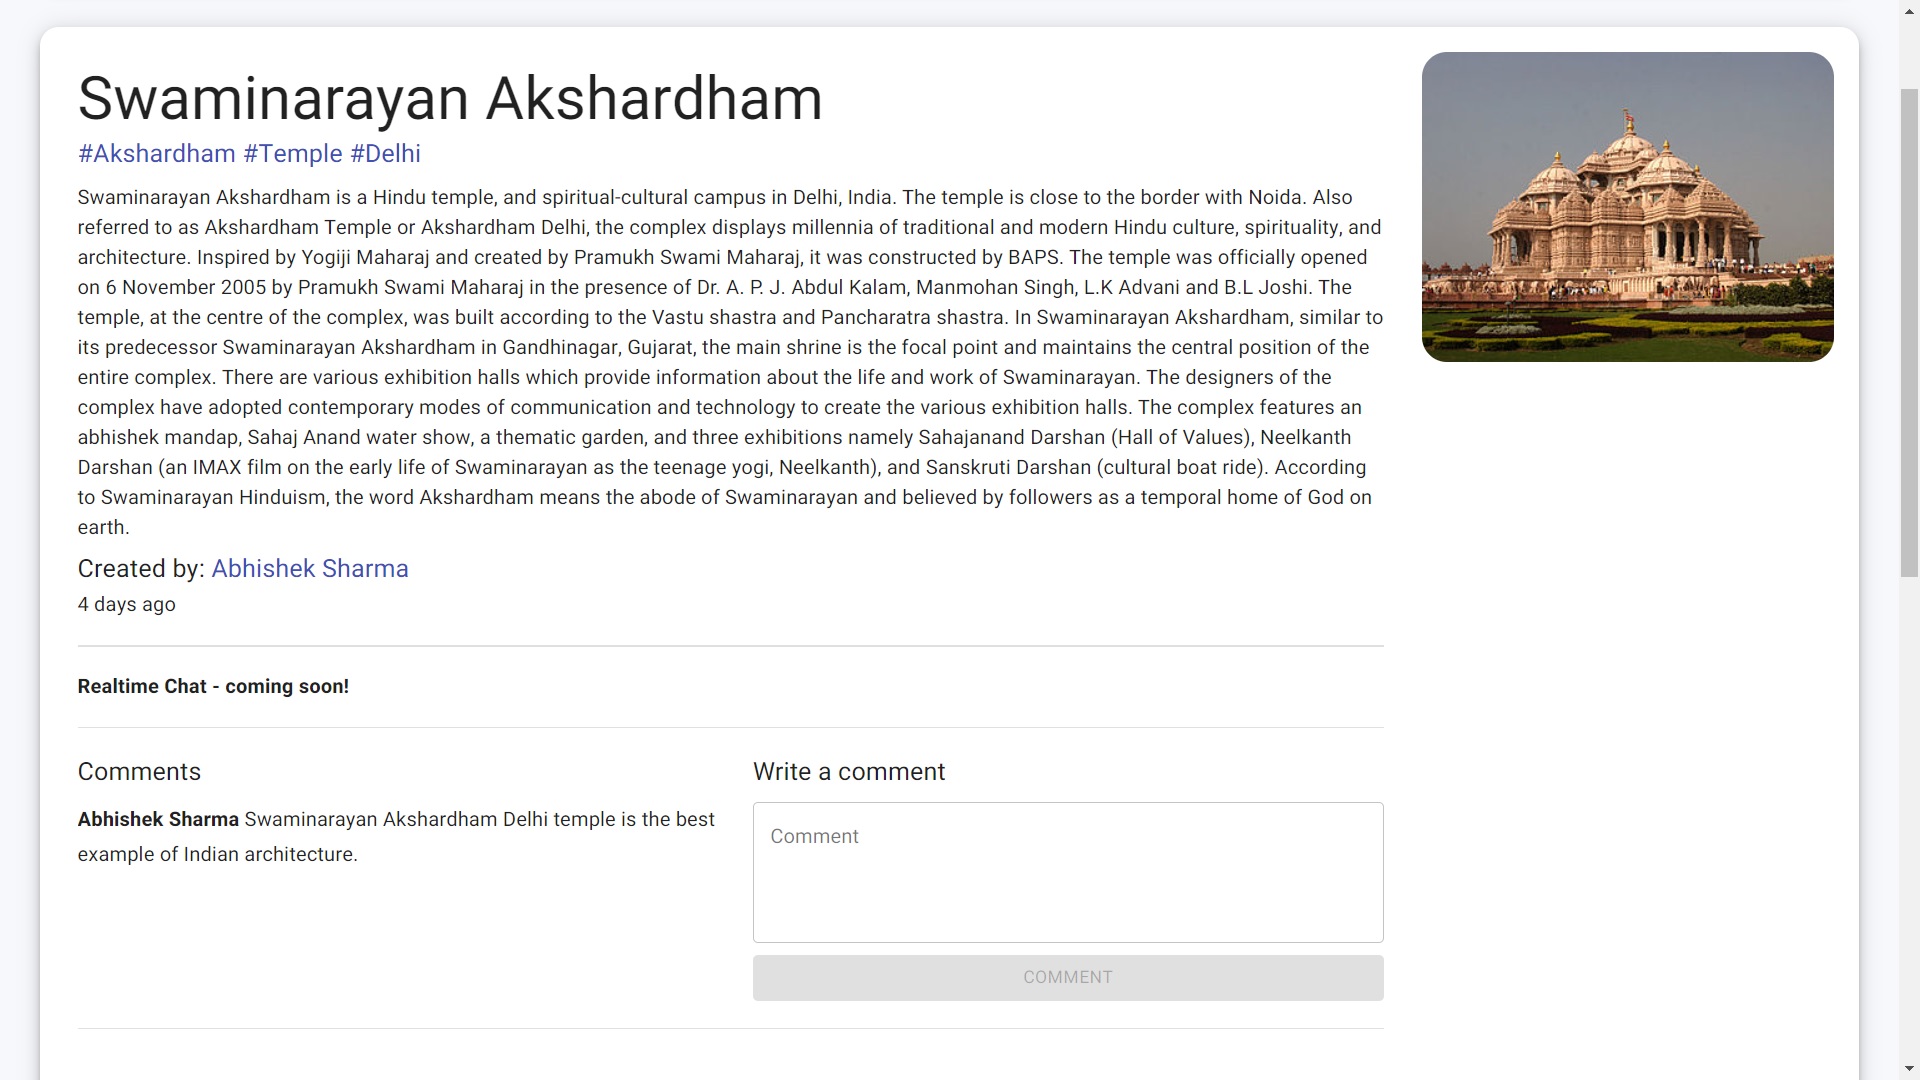 Swaminarayan Akshardham
#Akshardham #Temple #Delhi
Swaminarayan Akshardham is a Hindu temple, and spiritual-cultural campus in Delhi, India. The temple is close to the border with Noida. Also
referred to as Akshardham Temple or Akshardham Delhi, the complex displays millennia of traditional and modern Hindu culture, spirituality, and
architecture. Inspired by Yogiji Maharaj and created by Pramukh Swami Maharaj, it was constructed by BAPS. The temple was officially opened
on 6 November 2005 by Pramukh Swami Maharaj in the presence of Dr. A. P. J. Abdul Kalam, Manmohan Singh, L.K Advani and B.L Joshi. The
temple, at the centre of the complex, was built according to the Vastu shastra and Pancharatra shastra. In Swaminarayan Akshardham, similar to
its predecessor Swaminarayan Akshardham in Gandhinagar, Gujarat, the main shrine is the focal point and maintains the central position of the
entire complex. There are various exhibition halls which provide information about the life and work of Swaminarayan. The designers of the
complex have adopted contemporary modes of communication and technology to create the various exhibition halls. The complex features an
abhishek mandap, Sahaj Anand water show, a thematic garden, and three exhibitions namely Sahajanand Darshan (Hall of Values), Neelkanth
Darshan (an IMAX film on the early life of Swaminarayan as the teenage yogi, Neelkanth), and Sanskruti Darshan (cultural boat ride). According
to Swaminarayan Hinduism, the word Akshardham means the abode of Swaminarayan and believed by followers as a temporal home of God on
earth.
Created by: Abhishek Sharma
4 days ago
Realtime Chat - coming soon!
Comments
Abhishek Sharma Swaminarayan Akshardham Delhi temple is the best
example of Indian architecture.
Write a comment
Comment
COMMENT